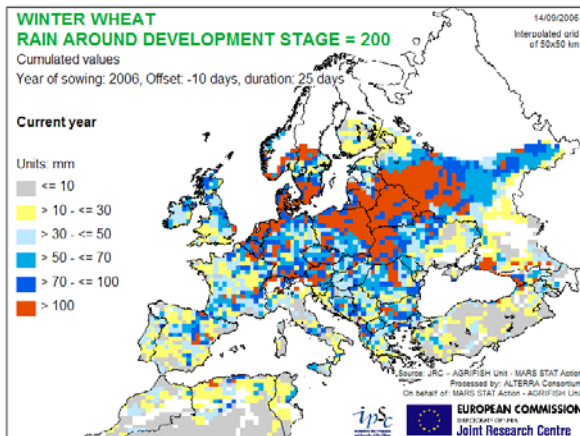 WINTER WHEAT
RAIN AROUND DEVELOPMENT STAGE = 200
Cumulated values
Year of sowing: 2006, Offset: -10 days, duration: 25 days
14/09/2006
Interpolated grid
of 50x50 km
Current year
Units: mm
<= 10
> 10 - <= 30
> 30 - <= 50
> 50 - <= 70
> 70 - <= 100
> 100
Source: JRC - AGRIFISH Unit - MARS STAT Action
Processed by: ALTERRA Consortium
On behalf of: MARS STAT Action - AGRIFISH Unit
ipsc
EUROPEAN COMMISSION
Joint Research Centre